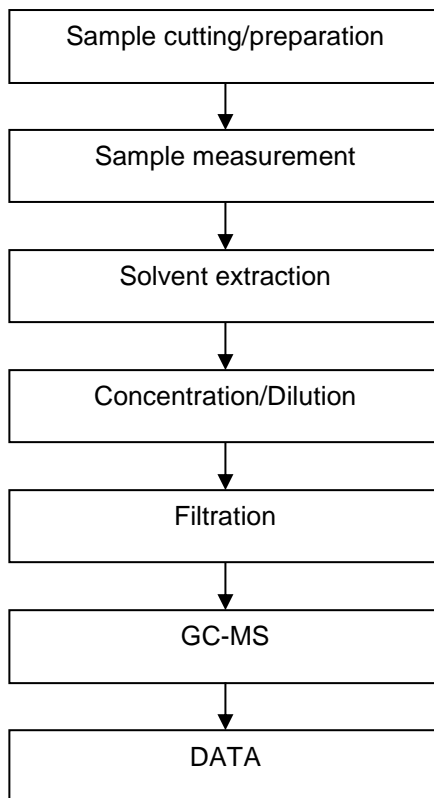 Sample cutting/preparation
Sample measurement
Solvent extraction
Concentration/Dilution
Filtration
GC-MS
DATA